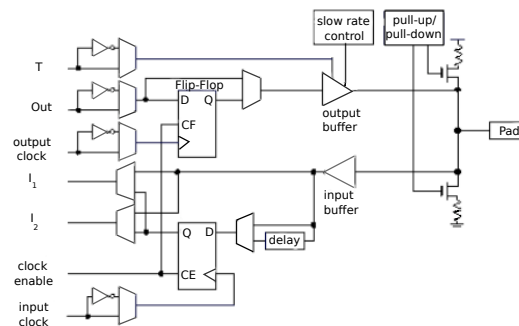 slow rate
control
pull-up/
pull-down
T
Flip-Flop
Out
D Q
output
buffer
CF
Pad
output
clock
I1
I2
input
buffer
Q D
delay
clock
enable
CE
input
clock